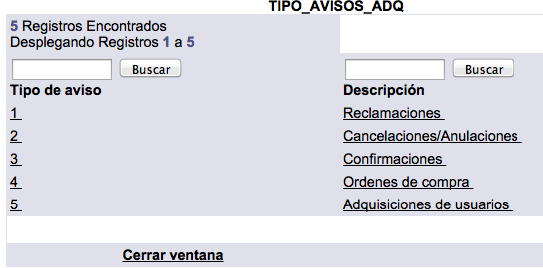 TIPO_AVISOS_ADQ
5 Registros Encontrados
Desplegando Registros 1 a 5
Buscar Buscar
Tipo de aviso Descripción
1 Reclamaciones
2 Cancelaciones/Anulaciones
3 Confirmaciones
4 Ordenes de compra
5 Adquisiciones de usuarios
Cerrar ventana